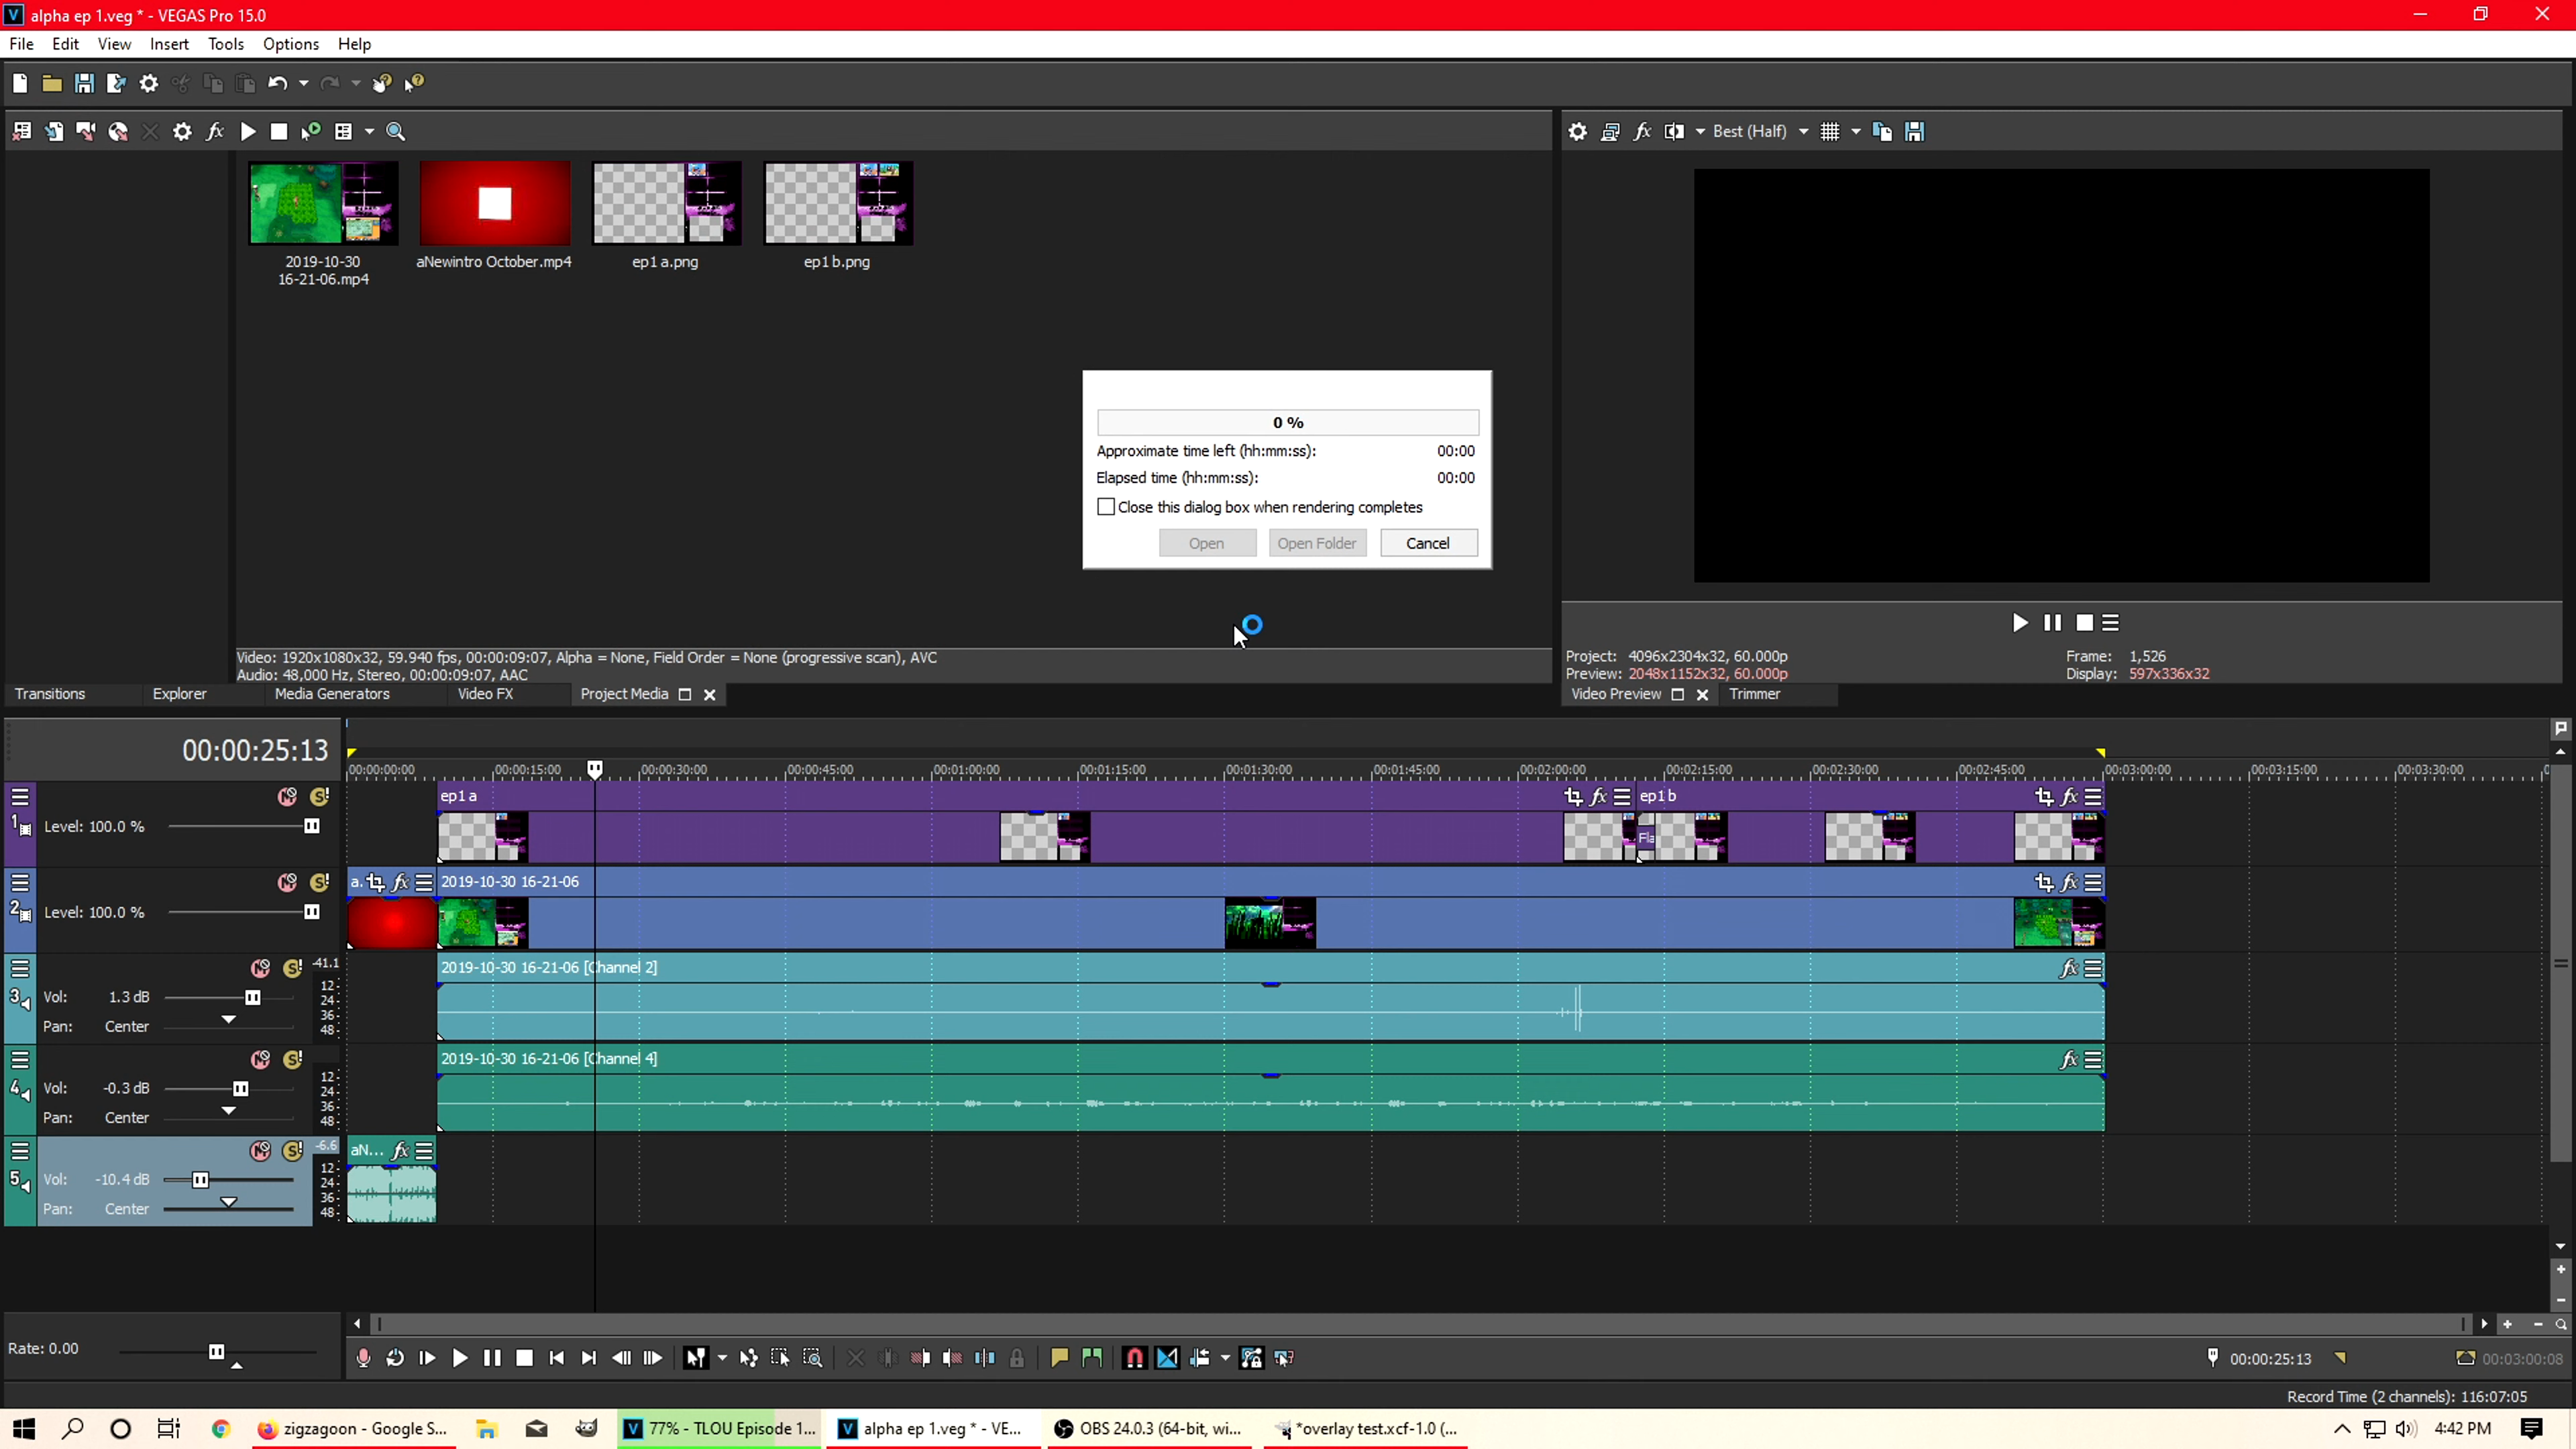 alpha ep 1.veg * - VEGAS Pro 15.0
File Edit View Insert Tools Options Help
Best (Half)
2019-10-30
16-21-06.mp4
aNewintro October.mp4
ep1 a.png
ep1 b.png
0 %
Approximate time left (hh:mm:ss): 00:00
Elapsed time (hh:mm:ss): 00:00
Close this dialog box when rendering completes
Open Open Folder Cancel
Video: 1920x1080x32, 59.940 fps, 00:00:09:07, Alpha = None, Field Order = None (progressive scan), AVC
Audio: 48,000 Hz, Stereo, 00:00:09:07, AAC
Project: 4096x2304x32, 60.000p Frame: 1,526
Preview: 2048x1152x32, 60.000p Display: 597x336x32
Transitions Explorer Media Generators Video FX Project Media
Video Preview Trimmer
00:00:25:13
00:00:00:00 00:00:15:00 00:00:30:00 00:00:45:00 00:01:00:00 00:01:15:00 00:01:30:00 00:01:45:00 00:02:00:00 00:02:15:00 00:02:30:00 00:02:45:00 00:03:00:00 00:03:15:00 00:03:30:00
ep1 a fx ep1 b fx
1 Level: 100.0 %
Fla
a. fx 2019-10-30 16-21-06 fx
2 Level: 100.0 %
-41.1 2019-10-30 16-21-06 [Channel 2] fx
3 Vol: 1.3 dB
Pan: Center
12
24
36
48
2019-10-30 16-21-06 [Channel 4] fx
4 Vol: -0.3 dB
Pan: Center
12
24
36
48
-6.6 aN... fx
5 Vol: -10.4 dB
Pan: Center
12
24
36
48
Rate: 0.00
00:00:25:13 00:03:00:08
Record Time (2 channels): 116:07:05
zigzagoon - Google S... 77% - TLOU Episode 1... alpha ep 1.veg * - VE... OBS 24.0.3 (64-bit, wi... *overlay test.xcf-1.0 (... 4:42 PM